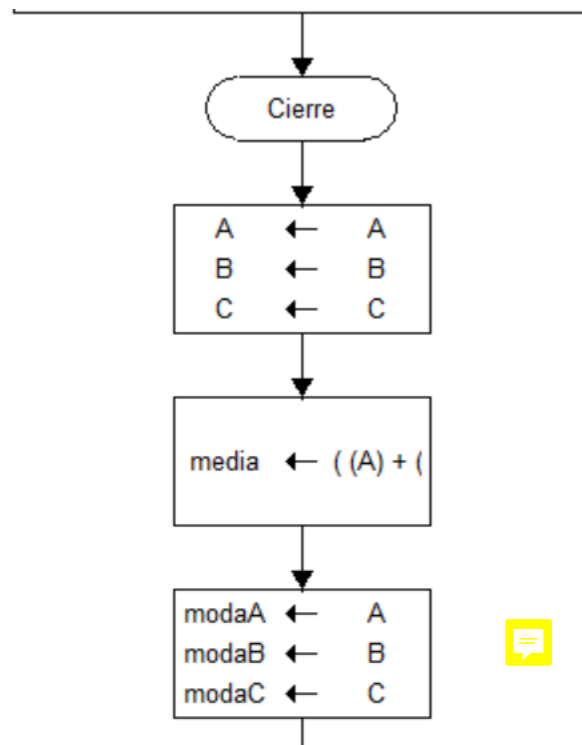 Cierre
A ← A
B ← B
C ← C
media ← ( (A) + (
modaA ← A
modaB ← B
modaC ← C